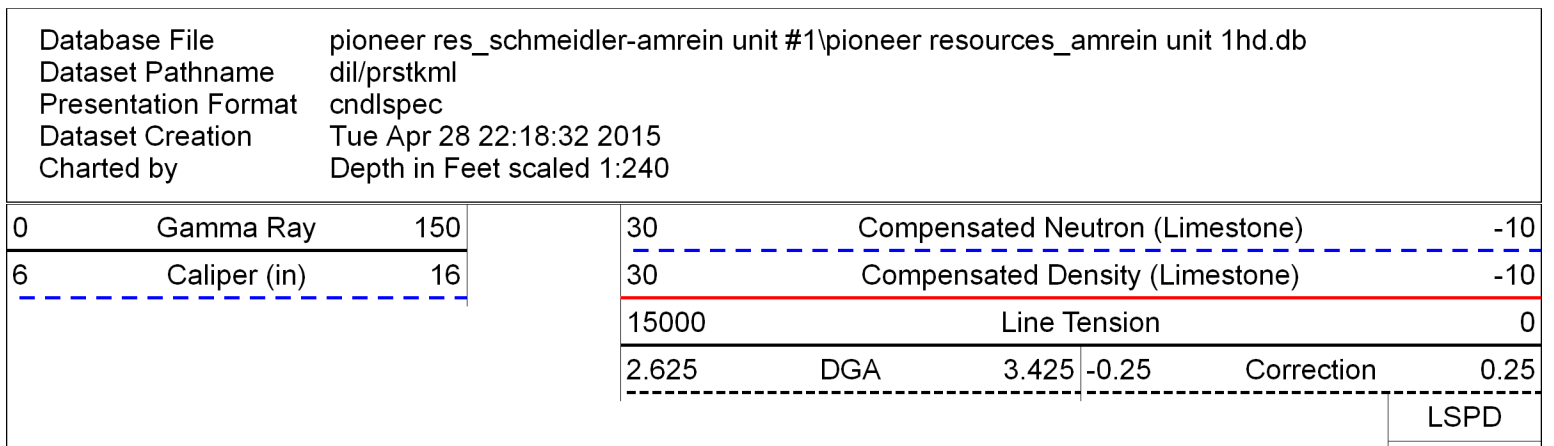 Database File pioneer res_schmeidler-amrein unit #1\pioneer resources_amrein unit 1hd.db
Dataset Pathname dil/prstkml
Presentation Format cndlspec
Dataset Creation Tue Apr 28 22:18:32 2015
Charted by Depth in Feet scaled 1:240
0 Gamma Ray 150 30 Compensated Neutron (Limestone) -10
6 Caliper (in) 16 30 Compensated Density (Limestone) -10
15000 Line Tension 0
2.625 DGA 3.425 -0.25 Correction 0.25
LSPD